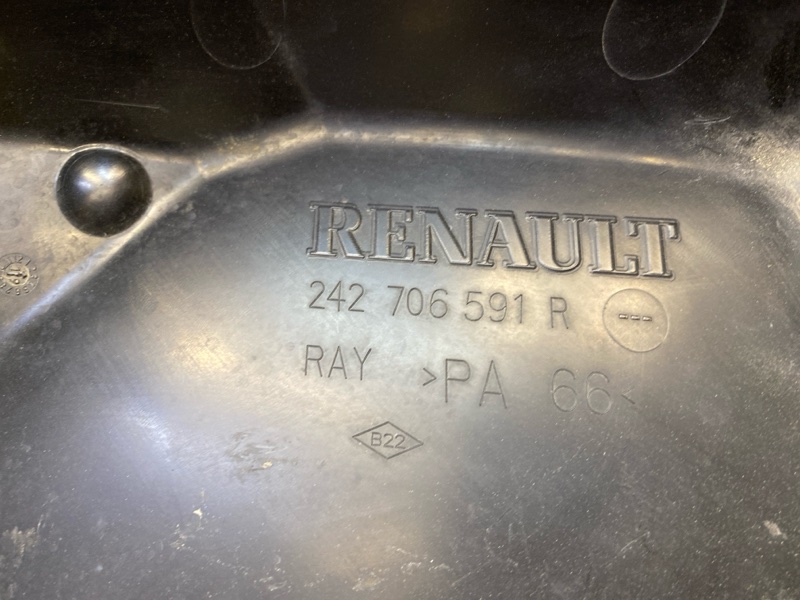 RENAULT
242 706 591 R ---
RAY >PA 66<
B22